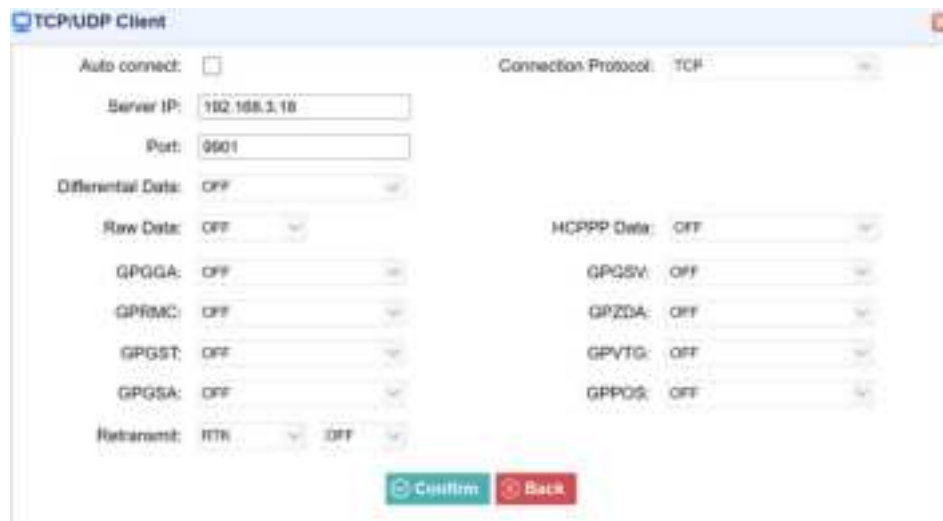 TCP/UDP Client
Auto connect: Connection Protocol: TCP
Server IP: 192.168.3.18
Port: 9901
Differential Data: OFF
Raw Data: OFF HCPPP Data: OFF
GPGGA: OFF GPGSV: OFF
GPRMC: OFF GPZDA: OFF
GPGST: OFF GPVTG: OFF
GPGSA: OFF GPPOS: OFF
Retransmit: RTK OFF
Confirm Back